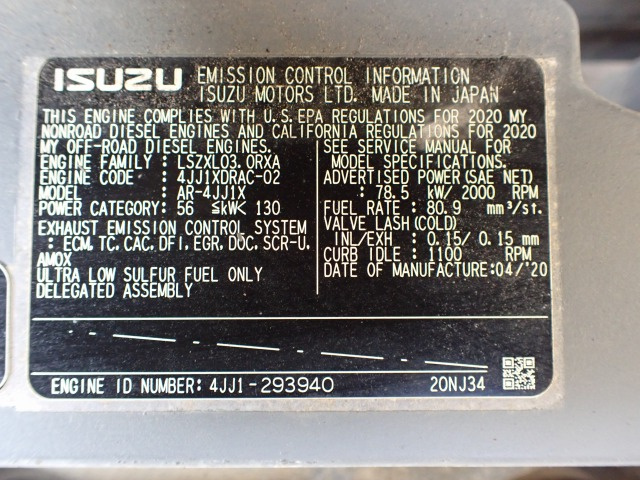 ISUZU EMISSION CONTROL INFORMATION
ISUZU MOTORS LTD. MADE IN JAPAN
THIS ENGINE COMPLIES WITH U.S.EPA REGULATIONS FOR 2020 MY
NONROAD DIESEL ENGINES AND CALIFORNIA REGULATIONS FOR 2020
MY OFF-ROAD DIESEL ENGINES.
ENGINE FAMILY : LSZXL03.0RXA
ENGINE CODE : 4JJ1XDRAC-02
MODEL : AR-4JJ1X
POWER CATEGORY: 56 ≦kW< 130
EXHAUST EMISSION CONTROL SYSTEM
: ECM, TC, CAC, DFI, EGR, DOC, SCR-U,
AMOX
ULTRA LOW SULFUR FUEL ONLY
DELEGATED ASSEMBLY
SEE SERVICE MANUAL FOR
MODEL SPECIFICATIONS.
ADVERTISED POWER(SAE NET)
: 78.5 kW/ 2000 RPM
FUEL RATE: 80.9 mm³/st.
VALVE LASH(COLD)
INL/EXH : 0.15/ 0.15 mm
CURB IDLE : 1100 RPM
DATE OF MANUFACTURE:04/'20
ENGINE ID NUMBER: 4JJ1-293940 20NJ34